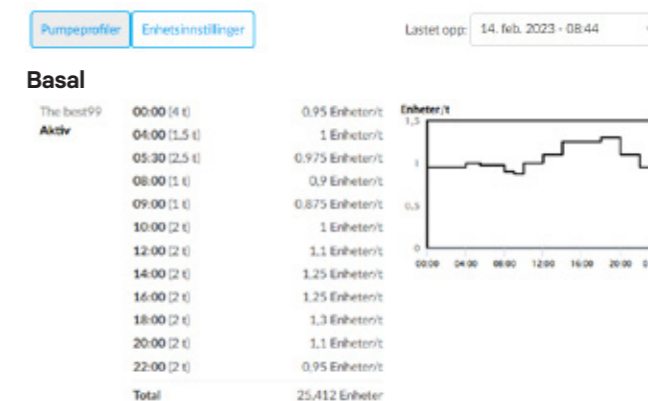 Pumpeprofiler Enhetsinnstillinger Lastet opp: 14. feb. 2023 - 08:44
Basal
The best99
Aktiv
00:00 (4 t) 0,95 Enheter/t
04:00 (1,5 t) 1 Enheter/t
05:30 (2,5 t) 0,975 Enheter/t
08:00 (1 t) 0,9 Enheter/t
09:00 (1 t) 0,875 Enheter/t
10:00 (2 t) 1 Enheter/t
12:00 (2 t) 1,1 Enheter/t
14:00 (2 t) 1,25 Enheter/t
16:00 (2 t) 1,25 Enheter/t
18:00 (2 t) 1,3 Enheter/t
20:00 (2 t) 1,1 Enheter/t
22:00 (2 t) 0,95 Enheter/t
Total 25,412 Enheter
Enheter/t
1,5
1
0,5
0
00:00 04:00 08:00 12:00 16:00 20:00